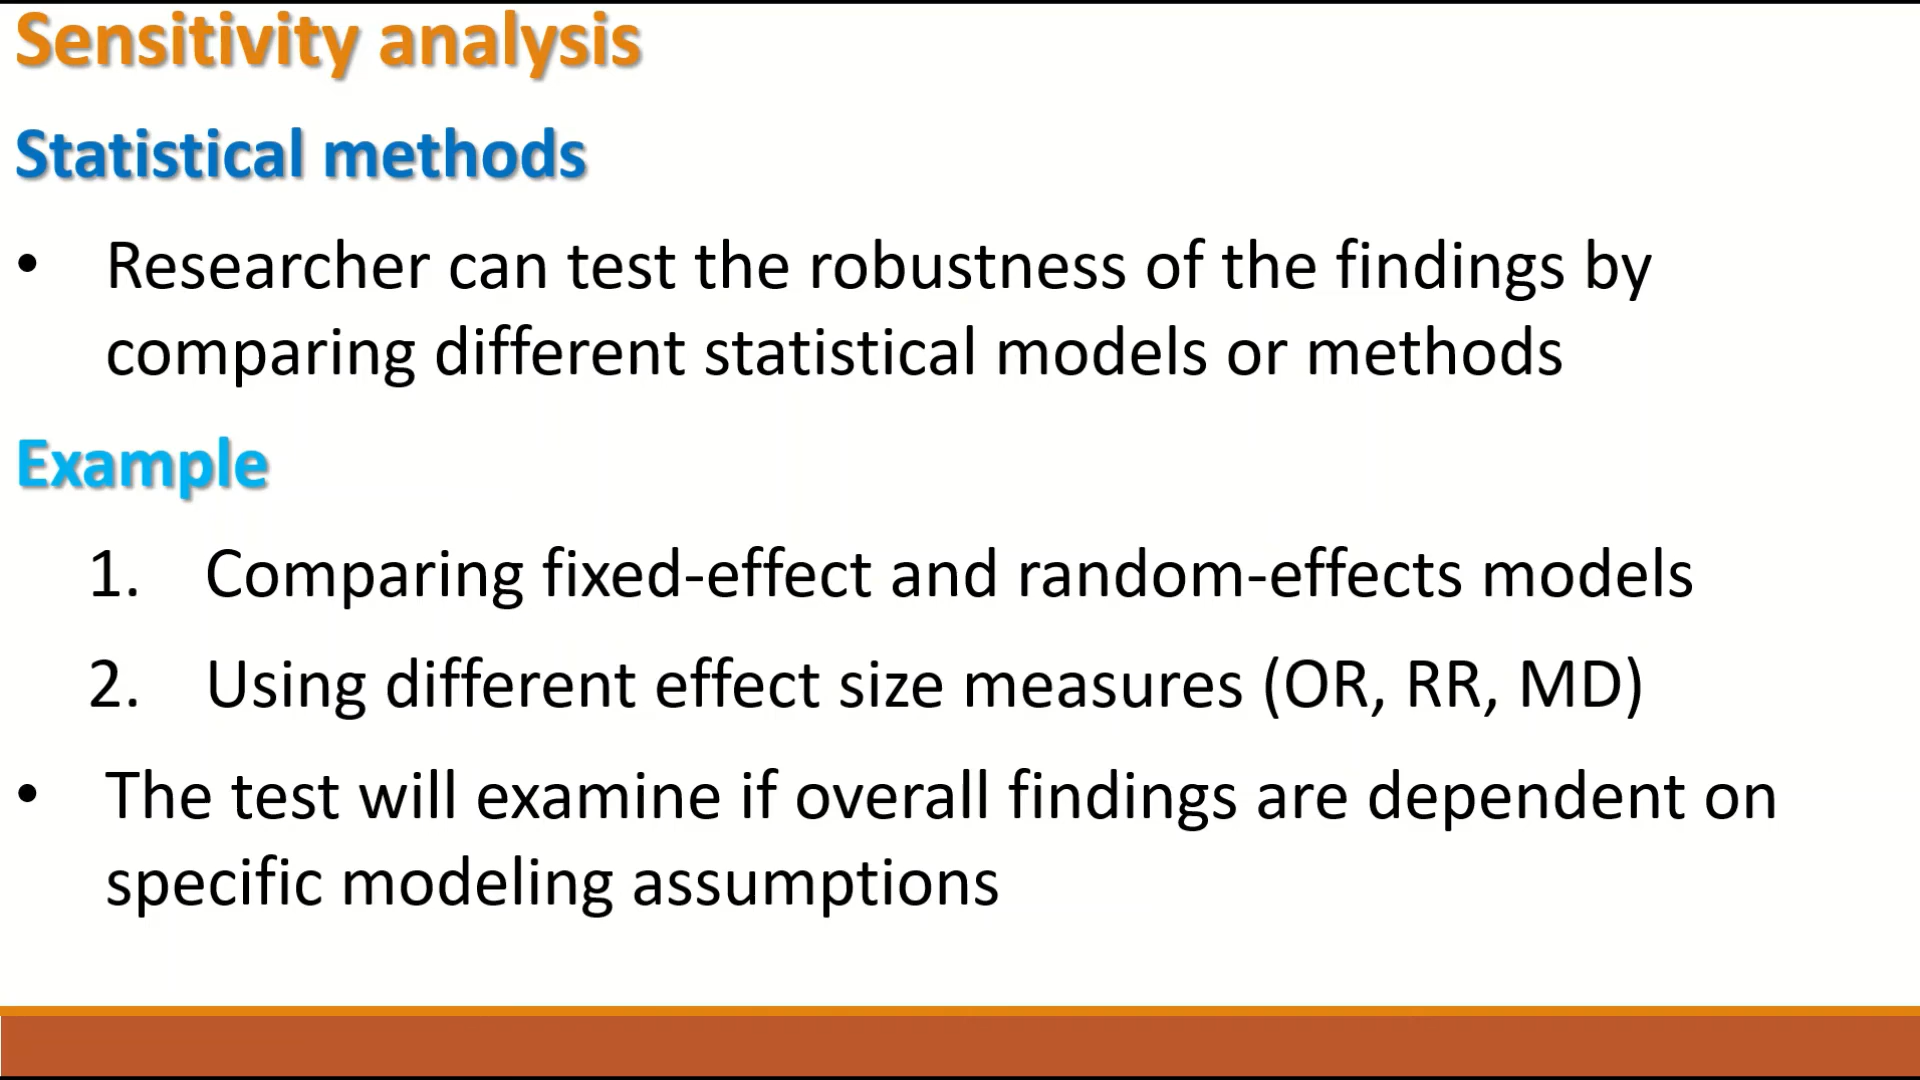 Sensitivity analysis
Statistical methods
• Researcher can test the robustness of the findings by
comparing different statistical models or methods
Example
1. Comparing fixed-effect and random-effects models
2. Using different effect size measures (OR, RR, MD)
• The test will examine if overall findings are dependent on
specific modeling assumptions